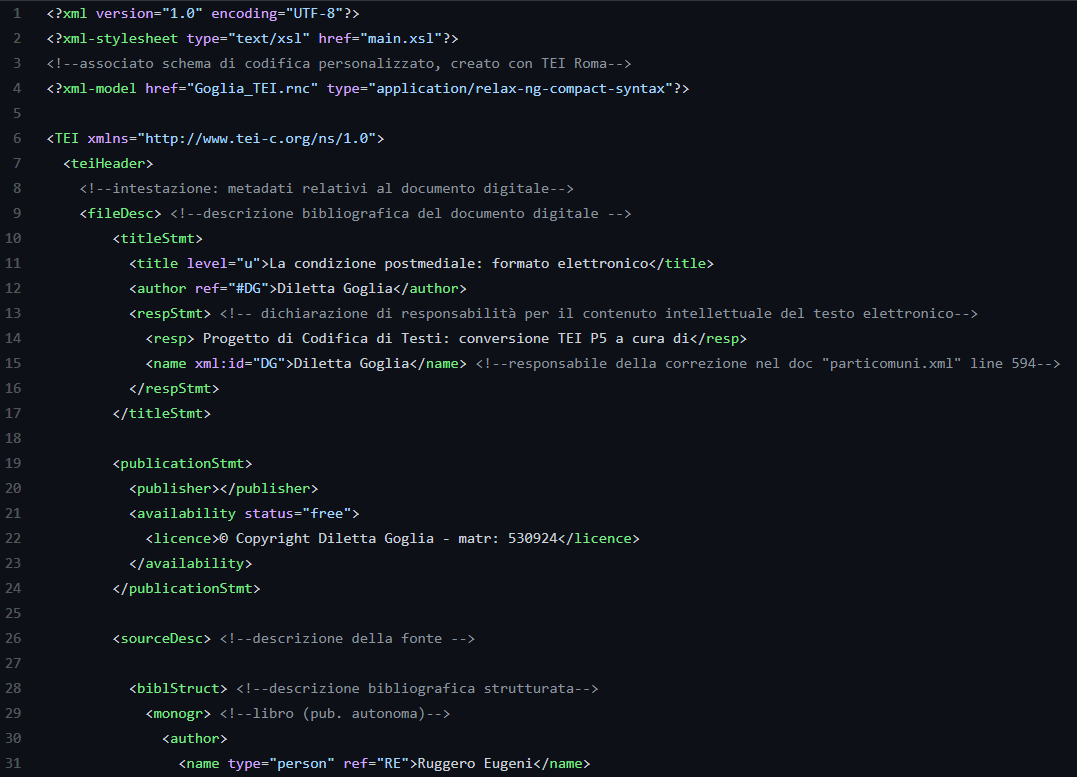 1 <?xml version="1.0" encoding="UTF-8"?>
2 <?xml-stylesheet type="text/xsl" href="main.xsl"?>
3 <!--associato schema di codifica personalizzato, creato con TEI Roma-->
4 <?xml-model href="Goglia_TEI.rnc" type="application/relax-ng-compact-syntax"?>
5
6 <TEI xmlns="http://www.tei-c.org/ns/1.0">
7   <teiHeader>
8     <!--intestazione: metadati relativi al documento digitale-->
9     <fileDesc> <!--descrizione bibliografica del documento digitale -->
10         <titleStmt>
11           <title level="u">La condizione postmediale: formato elettronico</title>
12           <author ref="#DG">Diletta Goglia</author>
13           <respStmt> <!-- dichiarazione di responsabilità per il contenuto intellettuale del testo elettronico-->
14             <resp> Progetto di Codifica di Testi: conversione TEI P5 a cura di</resp>
15             <name xml:id="DG">Diletta Goglia</name> <!--responsabile della correzione nel doc "particomuni.xml" line 594-->
16           </respStmt>
17         </titleStmt>
18
19         <publicationStmt>
20           <publisher></publisher>
21           <availability status="free">
22             <licence>© Copyright Diletta Goglia - matr: 530924</licence>
23           </availability>
24         </publicationStmt>
25
26         <sourceDesc> <!--descrizione della fonte -->
27
28           <biblStruct> <!--descrizione bibliografica strutturata-->
29             <monogr> <!--libro (pub. autonoma)-->
30               <author>
31                 <name type="person" ref="RE">Ruggero Eugeni</name>